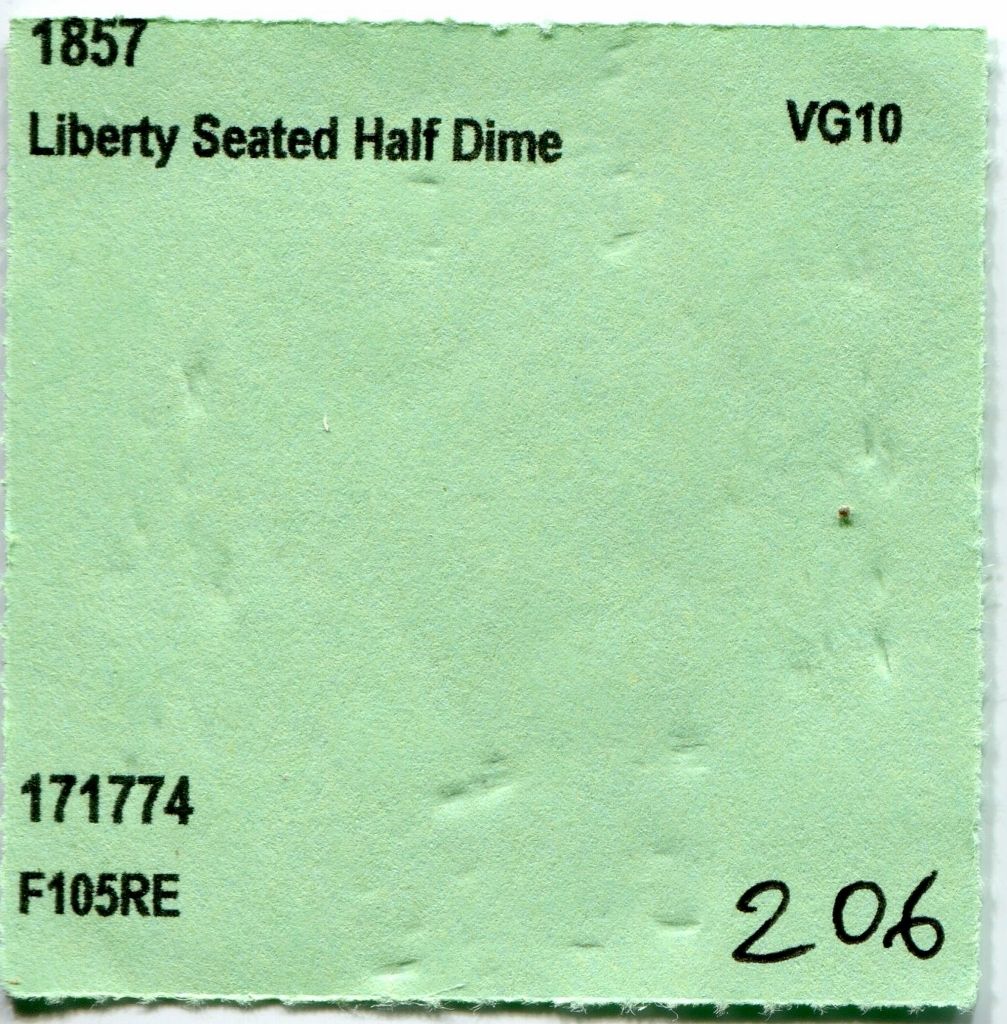 1857
Liberty Seated Half Dime VG10
171774
F105RE
206